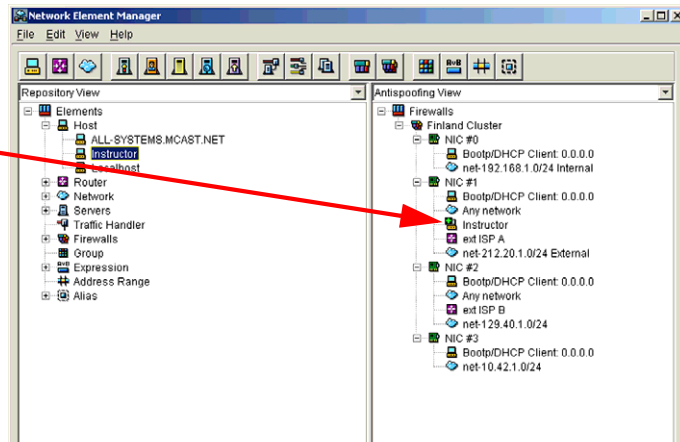 Network Element Manager
File Edit View Help
Repository View
Elements
Host
ALL-SYSTEMS.MCAST.NET
Instructor
Localhost
Router
Network
Servers
Traffic Handler
Firewalls
Group
Expression
Address Range
Alias
Antispoofing View
Firewalls
Finland Cluster
NIC #0
Bootp/DHCP Client: 0.0.0.0
net-192.168.1.0/24 Internal
NIC #1
Bootp/DHCP Client: 0.0.0.0
Any network
Instructor
ext ISP A
net-212.20.1.0/24 External
NIC #2
Bootp/DHCP Client: 0.0.0.0
Any network
ext ISP B
net-129.40.1.0/24
NIC #3
Bootp/DHCP Client: 0.0.0.0
net-10.42.1.0/24